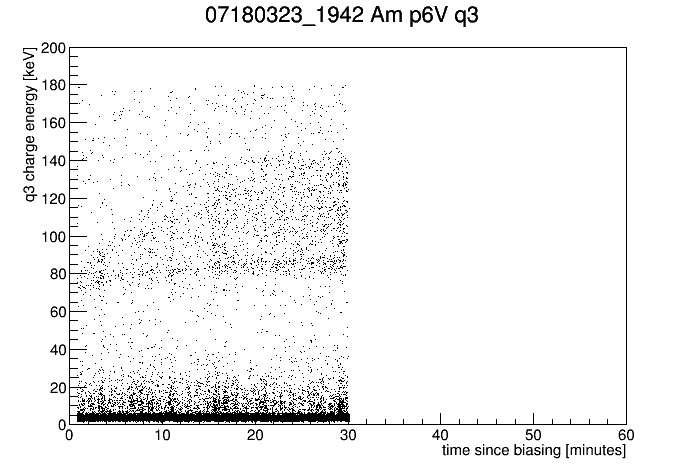 07180323_1942 Am p6V q3
q3 charge energy [keV]
200
180
160
140
120
100
80
60
40
20
0
0 10 20 30 40 50 60
time since biasing [minutes]